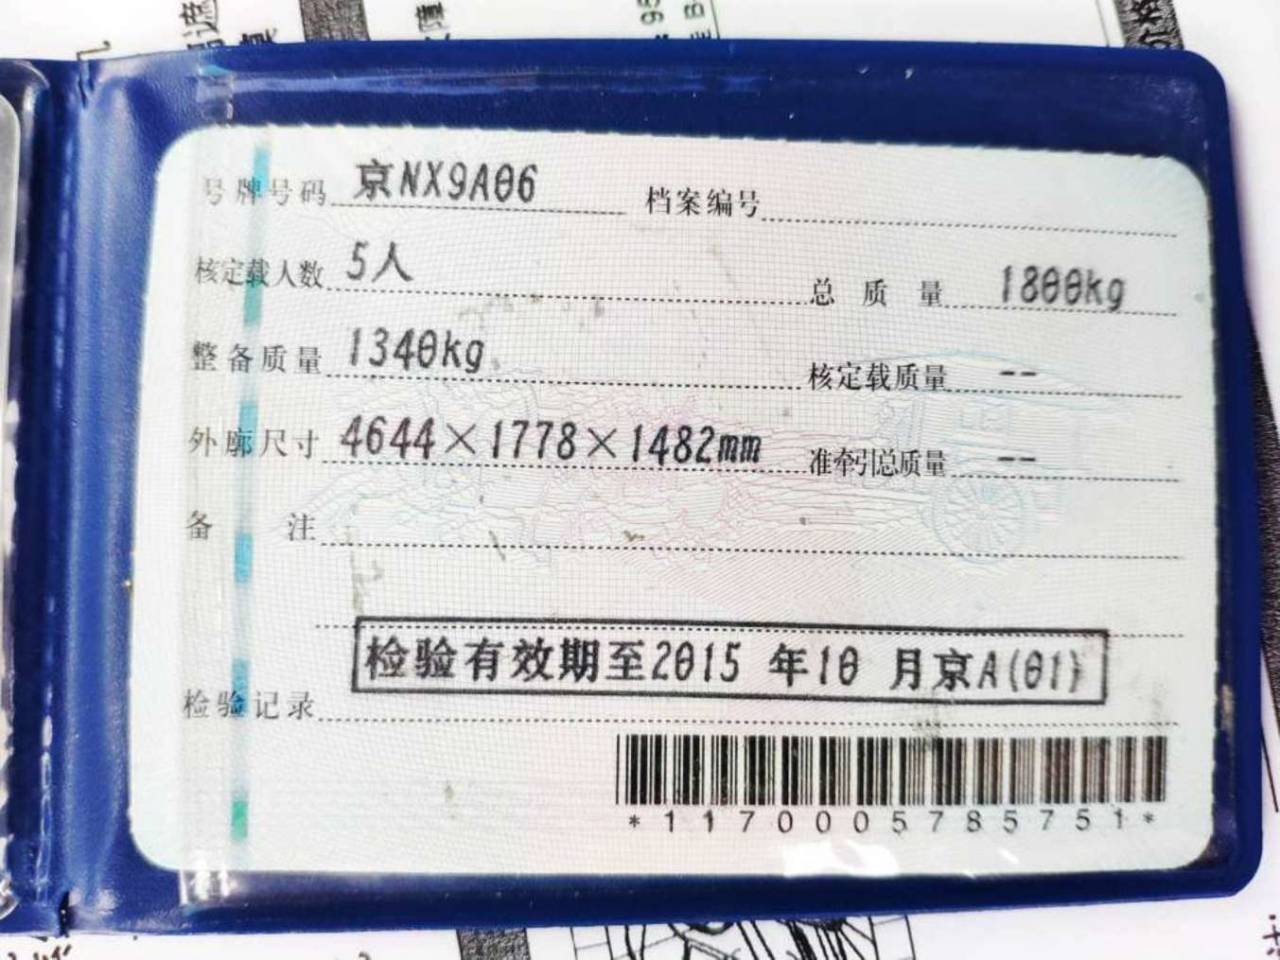 号牌号码 京NX9A06 档案编号
核定载人数 5人 总质量 1800kg
整备质量 1340kg 核定载质量 --
外廓尺寸 4644×1778×1482mm 准牵引总质量 --
备注
检验有效期至2015 年10 月京A(01)
检验记录
*1170005785751*